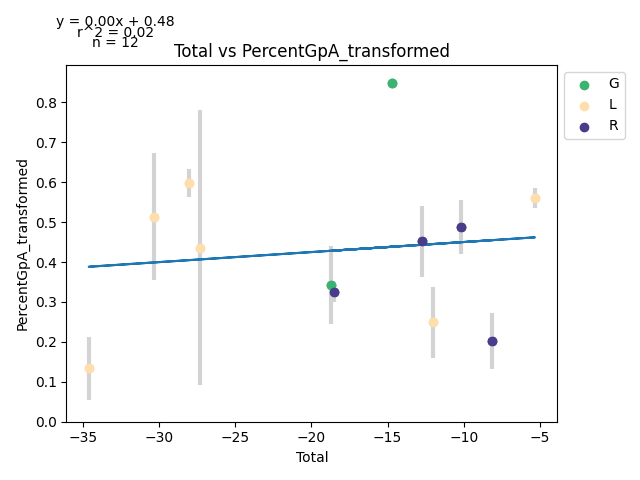 y = 0.00x + 0.48
r^2 = 0.02
n = 12
Total vs PercentGpA_transformed
G
L
R
PercentGpA_transformed
0.8
0.7
0.6
0.5
0.4
0.3
0.2
0.1
0.0
−35
−30
−25
−20
−15
−10
−5
Total